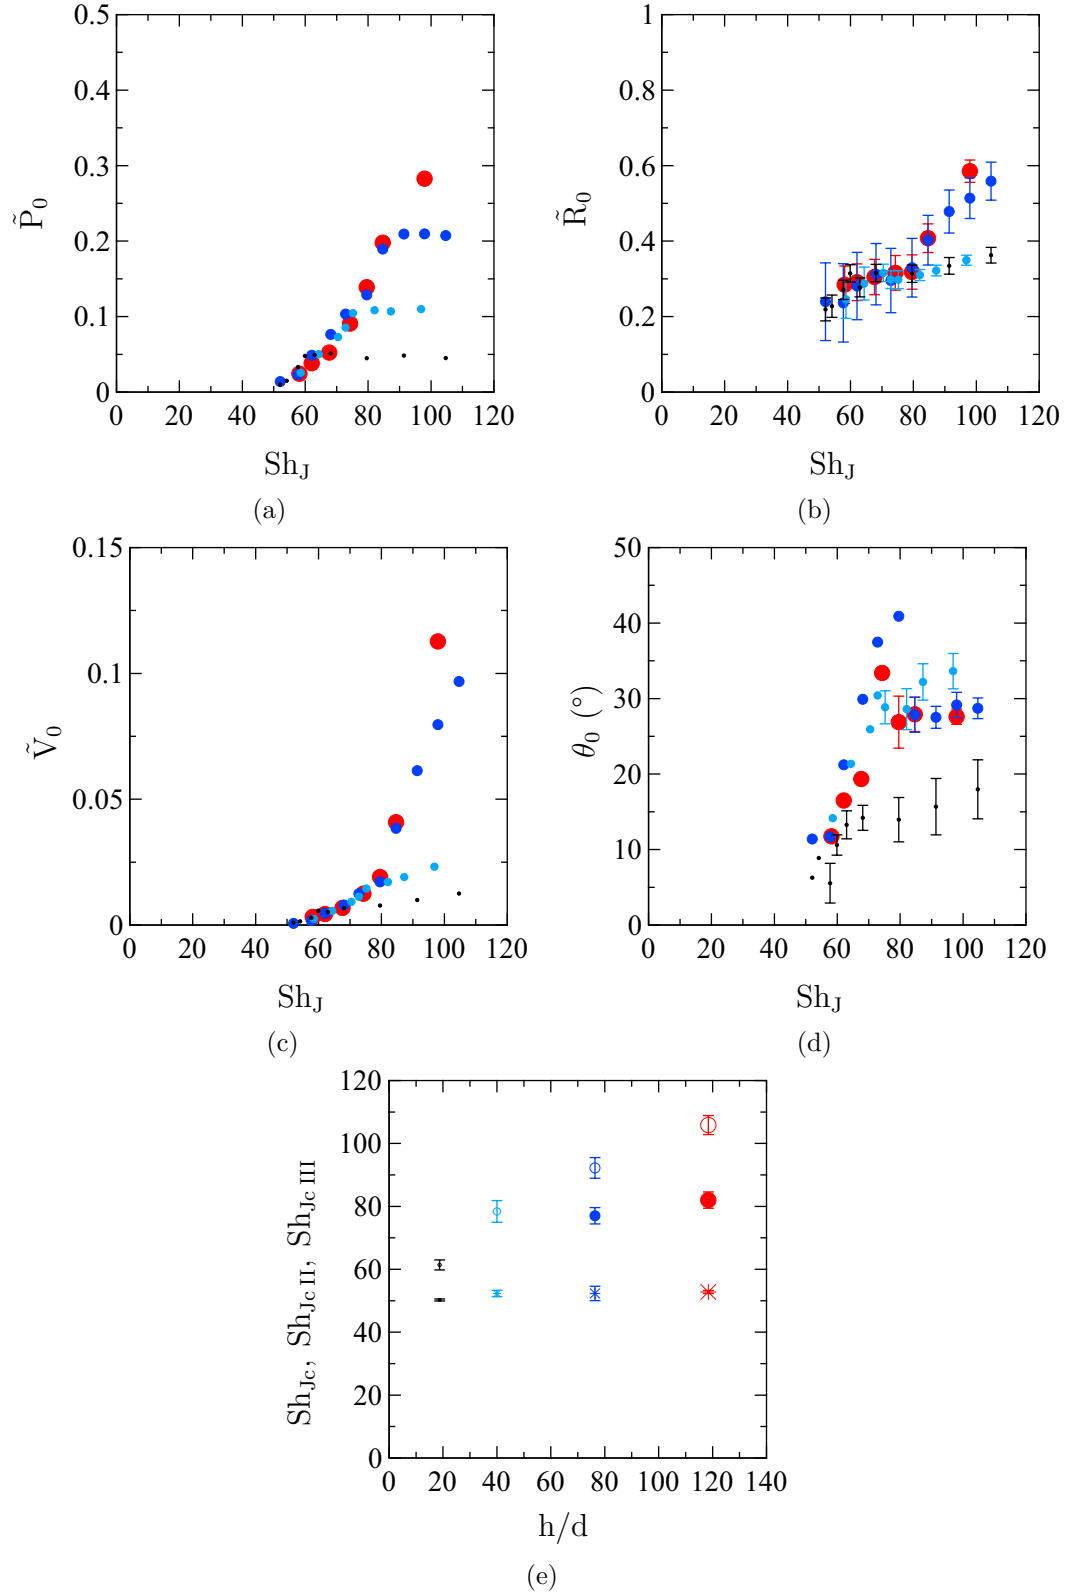 0.5
0.4
0.3
0.2
0.1
0
0 20 40 60 80 100 120
P̃₀
Sh_J
(a)
1
0.8
0.6
0.4
0.2
0
0 20 40 60 80 100 120
R̃₀
Sh_J
(b)
0.15
0.1
0.05
0
0 20 40 60 80 100 120
Ṽ₀
Sh_J
(c)
50
40
30
20
10
0
0 20 40 60 80 100 120
θ₀ (°)
Sh_J
(d)
120
100
80
60
40
20
0
0 20 40 60 80 100 120 140
Sh_Jc, Sh_Jc II, Sh_Jc III
h/d
(e)